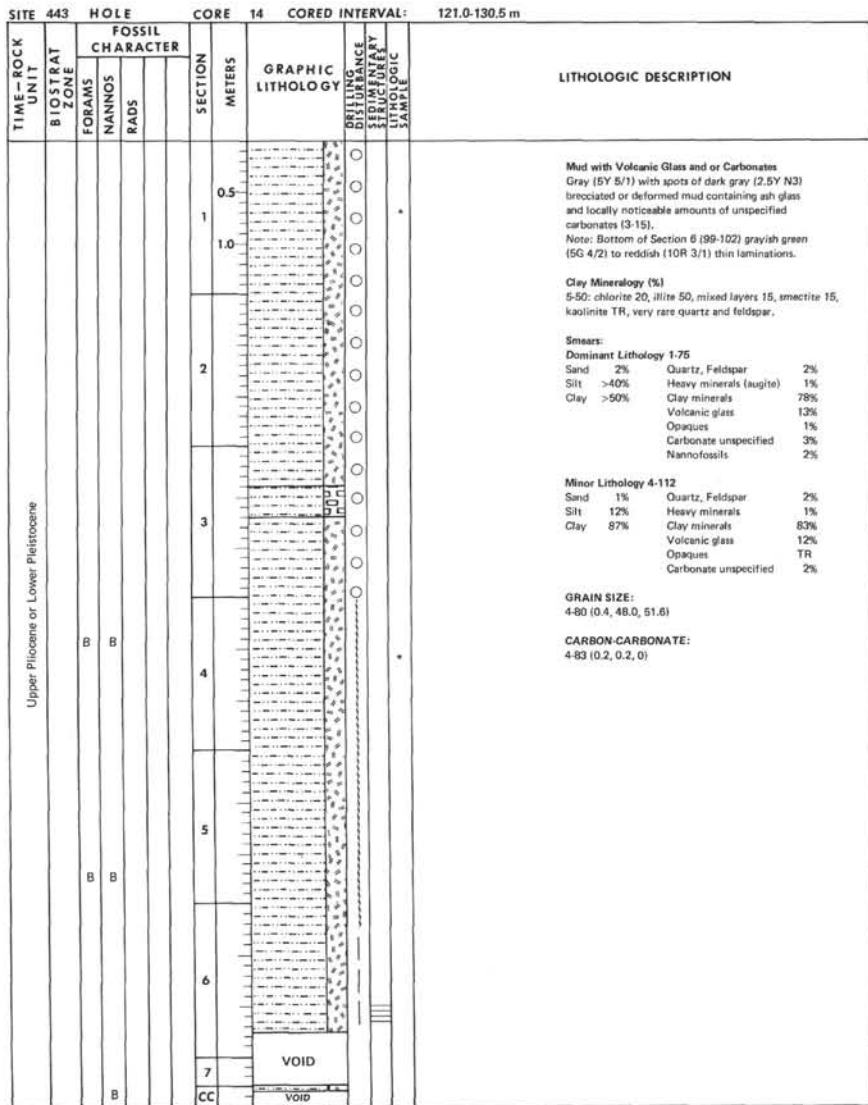 SITE 443 HOLE CORE 14 CORED INTERVAL: 121.0-130.5 m
TIME-ROCK UNIT
BIOSTRAT ZONE
FOSSIL CHARACTER
FORAMS
NANNOS
RADS
SECTION
METERS
GRAPHIC LITHOLOGY
DRILLING DISTURBANCE
SEDIMENTARY STRUCTURES
LITHOLOGIC SAMPLE
LITHOLOGIC DESCRIPTION
Upper Pliocene or Lower Pleistocene
0.5
1
1.0
2
3
B B
4
5
B B
6
VOID
7
B
CC
VOID
*
*
Mud with Volcanic Glass and or Carbonates
Gray (5Y 5/1) with spots of dark gray (2.5Y N3)
brecciated or deformed mud containing ash glass
and locally noticeable amounts of unspecified
carbonates (3-15).
Note: Bottom of Section 6 (99-102) grayish green
(5G 4/2) to reddish (10R 3/1) thin laminations.
Clay Mineralogy (%)
5-50: chlorite 20, illite 50, mixed layers 15, smectite 15,
kaolinite TR, very rare quartz and feldspar.
Smears:
Dominant Lithology 1-75
Sand 2% Quartz, Feldspar 2%
Silt >40% Heavy minerals (augite) 1%
Clay >50% Clay minerals 78%
Volcanic glass 13%
Opaques 1%
Carbonate unspecified 3%
Nannofossils 2%
Minor Lithology 4-112
Sand 1% Quartz, Feldspar 2%
Silt 12% Heavy minerals 1%
Clay 87% Clay minerals 83%
Volcanic glass 12%
Opaques TR
Carbonate unspecified 2%
GRAIN SIZE:
4-80 (0.4, 48.0, 51.6)
CARBON-CARBONATE:
4-83 (0.2, 0.2, 0)